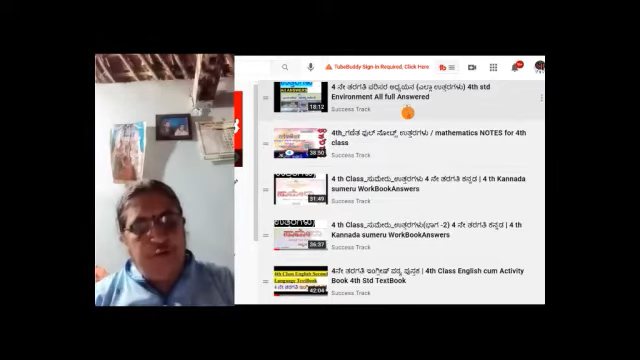 TubeBuddy Sign in Required. Click Here
4 ನೇ ತರಗತಿ ಪರಿಸರ ಅಧ್ಯಯನ (ಎಲ್ಲಾ ಉತ್ತರಗಳು) 4th std
Environment All full Answered
Success Track
18:12
4th_ಗಣಿತ ಫುಲ್ ನೋಟ್ಸ್ ಉತ್ತರಗಳು / mathematics NOTES for 4th
class
Success Track
38:50
4 th Class_ಸುಮೇರು_ಉತ್ತರಗಳು 4 ನೇ ತರಗತಿ ಕನ್ನಡ | 4 th Kannada
sumeru WorkBookAnswers
Success Track
31:45
4 th Class_ಸುಮೇರು_ಉತ್ತರಗಳು(ಭಾಗ -2) 4 ನೇ ತರಗತಿ ಕನ್ನಡ | 4 th
Kannada sumeru WorkBookAnswers
Success Track
36:37
4ನೇ ತರಗತಿ ಇಂಗ್ಲೀಷ್ ಪಠ್ಯ ಪುಸ್ತಕ | 4th Class English cum Activity
Book 4th Std TextBook
Success Track
4th Class English Second
Language TextBook
42:04